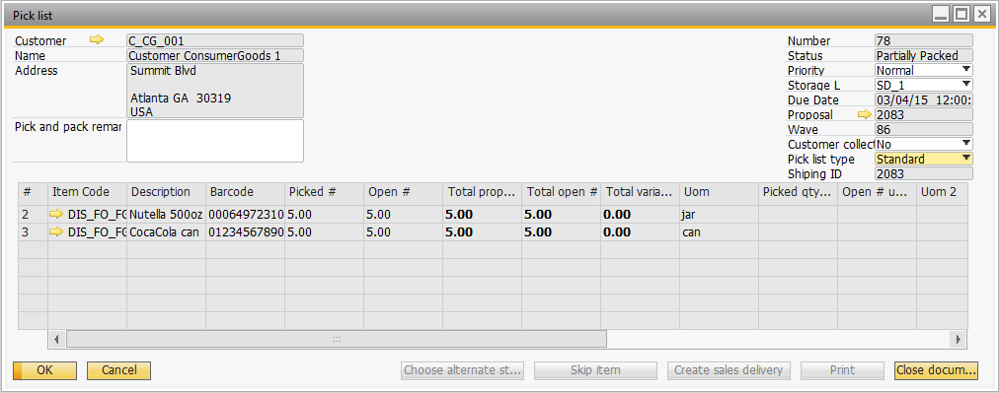 Pick list
Customer C_CG_001
Name Customer ConsumerGoods 1
Address Summit Blvd
Atlanta GA 30319
USA
Pick and pack remar
Number 78
Status Partially Packed
Priority Normal
Storage L SD_1
Due Date 03/04/15 12:00:
Proposal 2083
Wave 86
Customer collect No
Pick list type Standard
Shiping ID 2083
# Item Code Description Barcode Picked # Open # Total prop... Total open # Total varia... Uom Picked qty... Open # u... Uom 2
2 DIS_FO_FG Nutella 500oz 00064972310 5.00 5.00 5.00 5.00 0.00 jar
3 DIS_FO_FG CocaCola can 01234567890 5.00 5.00 5.00 5.00 0.00 can
OK Cancel Choose alternate st... Skip item Create sales delivery Print Close docum...